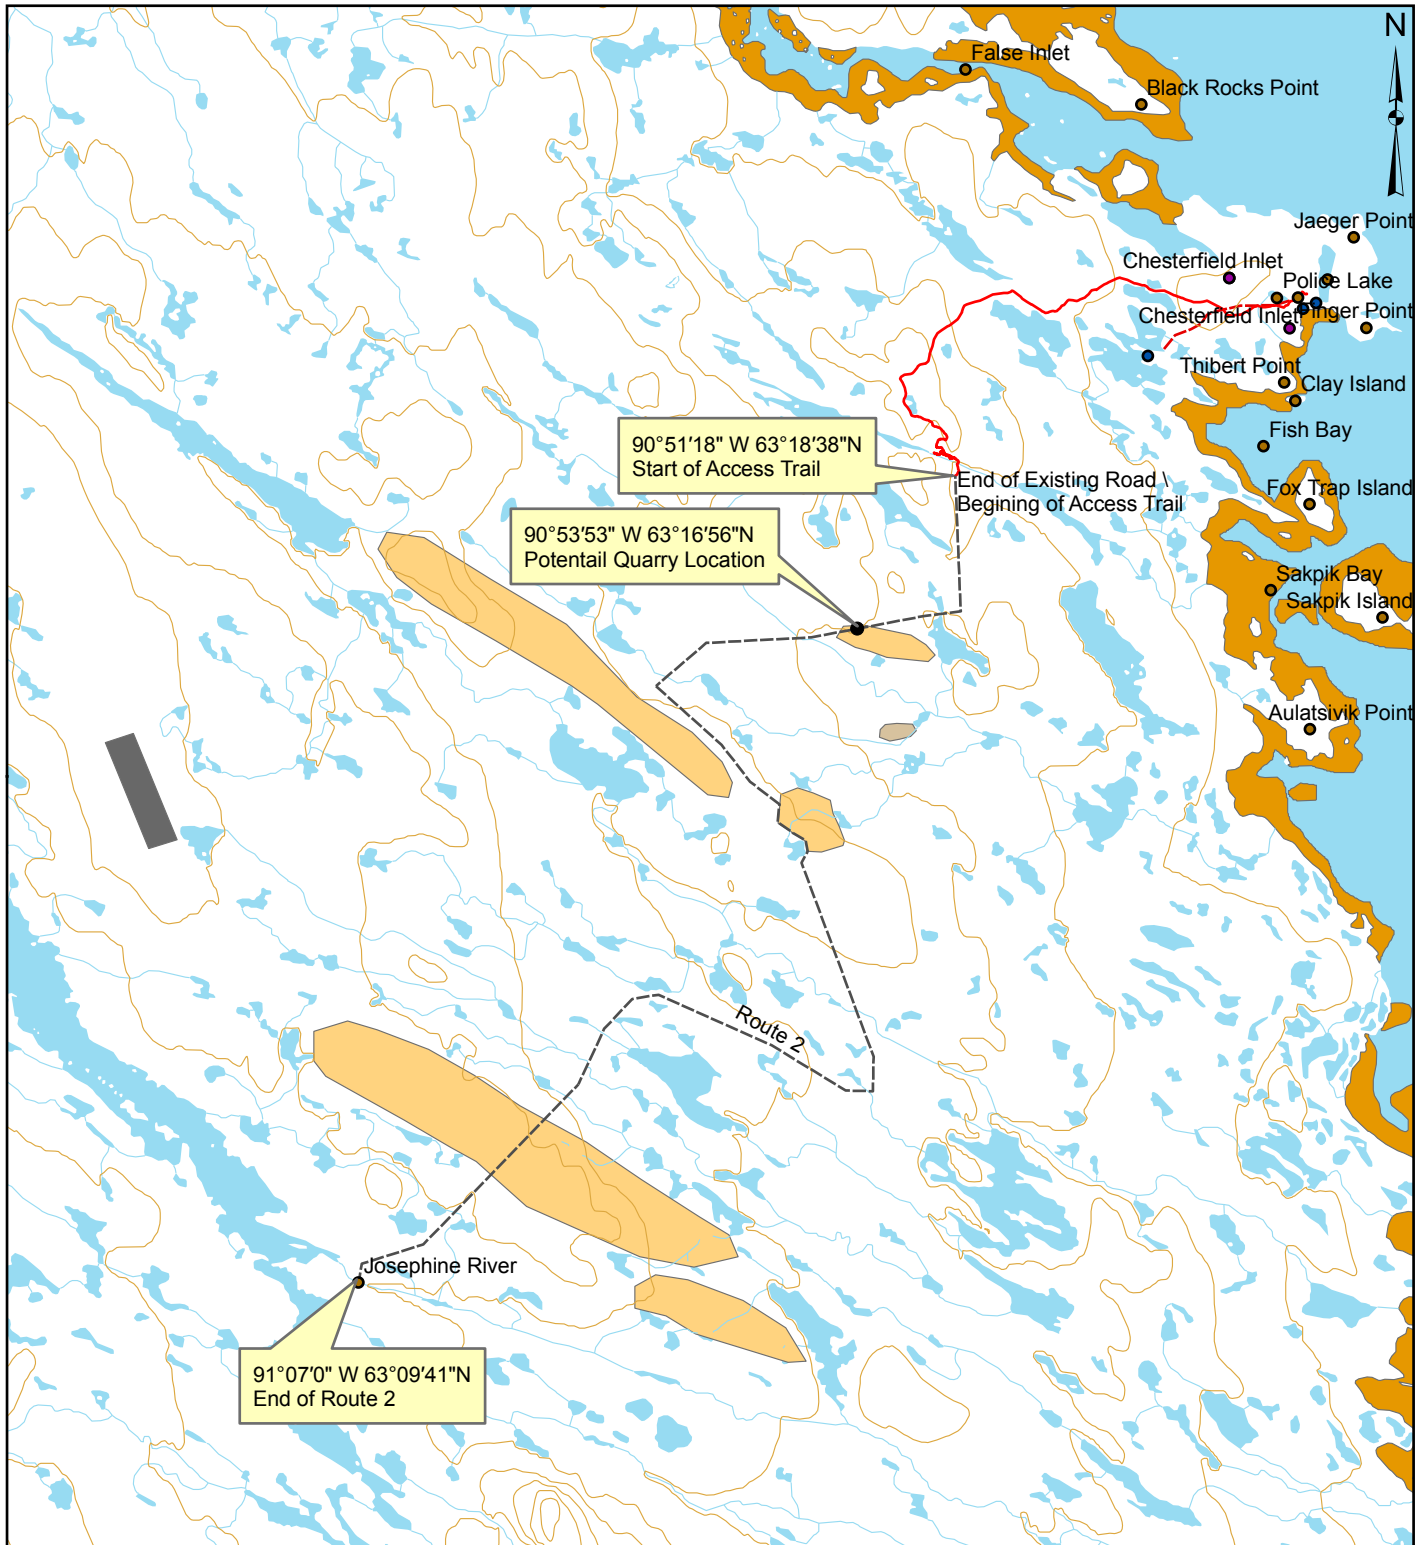 N
False Inlet
Black Rocks Point
Jaeger Point
Chesterfield Inlet
Police Lake
Chesterfield Inlet
Finger Point
Thibert Point
Clay Island
Fish Bay
90°51'18" W 63°18'38"N
Start of Access Trail
End of Existing Road \
Begining of Access Trail
Fox Trap Island
90°53'53" W 63°16'56"N
Potentail Quarry Location
Sakpik Bay
Sakpik Island
Aulatsivik Point
Route 2
Josephine River
91°07'0" W 63°09'41"N
End of Route 2